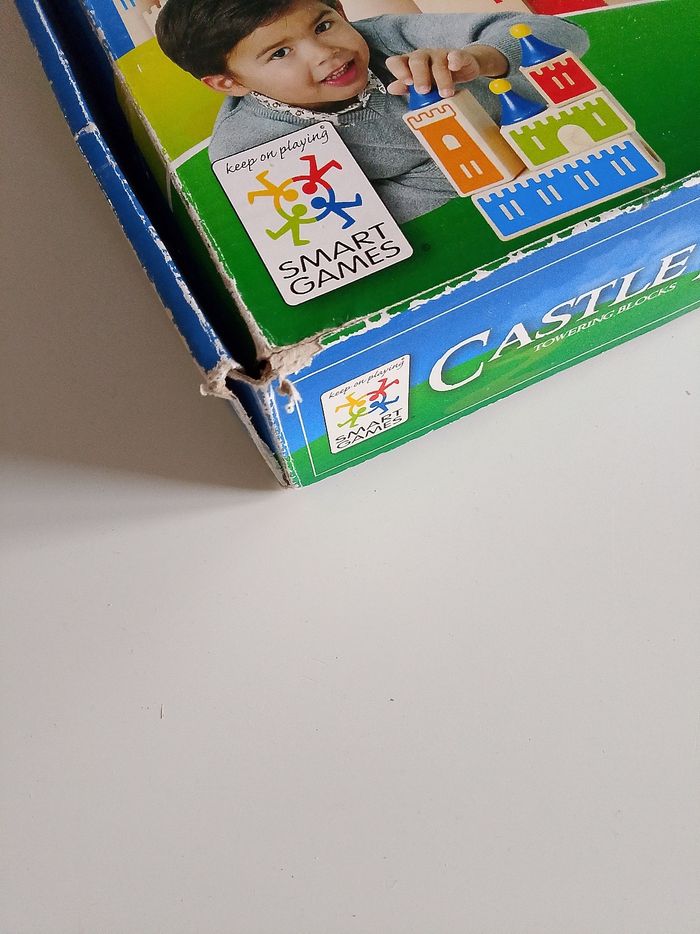 keep on playing
SMART
GAMES
keep on playing
SMART
GAMES
CASTLE
TOWERING BLOCKS